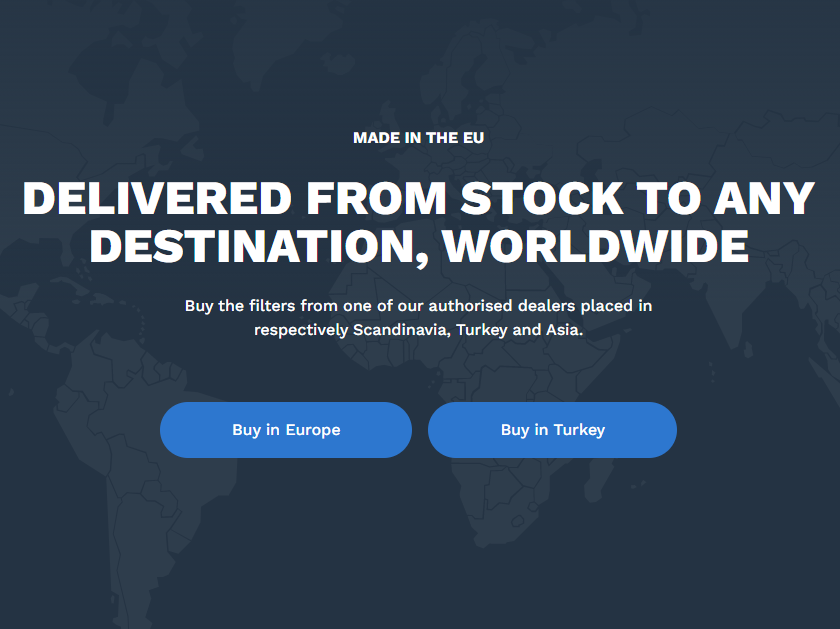 MADE IN THE EU
DELIVERED FROM STOCK TO ANY
DESTINATION, WORLDWIDE
Buy the filters from one of our authorised dealers placed in
respectively Scandinavia, Turkey and Asia.
Buy in Europe
Buy in Turkey